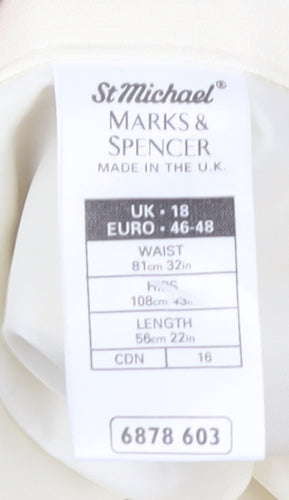 St Michael®
MARKS &
SPENCER
MADE IN THE U.K.
UK • 18
EURO • 46-48
WAIST
81cm 32in
HIPS
108cm 43in
LENGTH
56cm 22in
CDN 16
6878 603